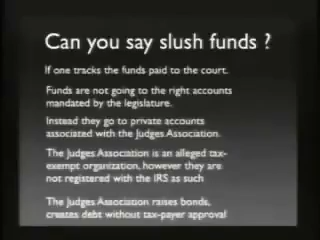 Can you say slush funds ?
If one tracks the funds paid to the court.
Funds are not going to the right accounts
mandated by the legislature.
Instead they go to private accounts
associated with the Judges Association.
The Judges Association is an alleged tax-
exempt organization, however they are
not registered with the IRS as such
The Judges Association raises bonds,
creates debt without tax-payer approval